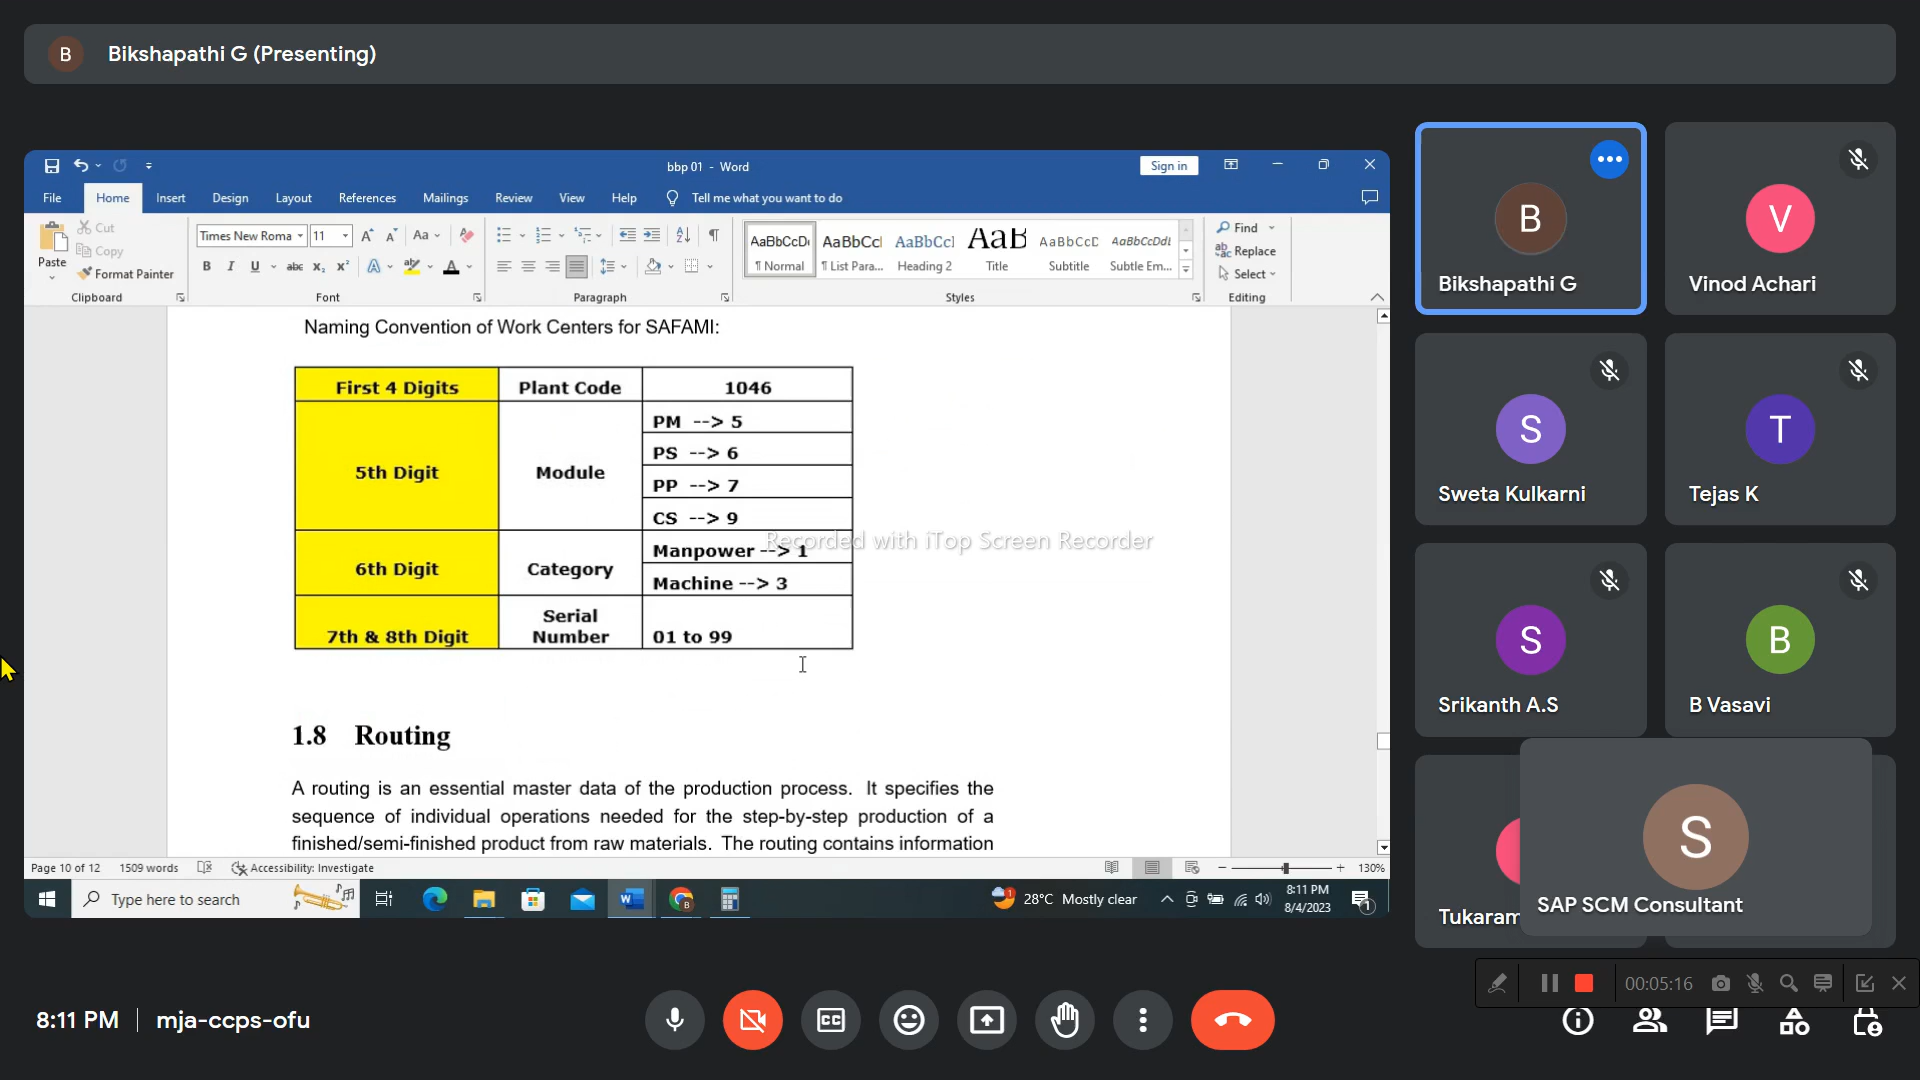 B Bikshapathi G (Presenting)
bbp 01 - Word
Sign in
File Home Insert Design Layout References Mailings Review View Help Tell me what you want to do
Paste
Cut
Copy
Format Painter
Clipboard
Times New Roma 11
Font
Paragraph
AaBbCcDc AaBbCcI AaBbCcI AaB AaBbCcD AaBbCcDdl
¶ Normal ¶ List Para... Heading 2 Title Subtitle Subtle Em...
Styles
Find
Replace
Select
Editing
Naming Convention of Work Centers for SAFAMI:
First 4 Digits Plant Code 1046
5th Digit Module PM --> 5
PS --> 6
PP --> 7
CS --> 9
6th Digit Category Manpower --> 1
Machine --> 3
7th & 8th Digit Serial Number 01 to 99
Recorded with iTop Screen Recorder
1.8 Routing
A routing is an essential master data of the production process. It specifies the
sequence of individual operations needed for the step-by-step production of a
finished/semi-finished product from raw materials. The routing contains information
Page 10 of 12 1509 words Accessibility: Investigate 130%
Type here to search
28°C Mostly clear
8:11 PM
8/4/2023
B
Bikshapathi G
V
Vinod Achari
S
Sweta Kulkarni
T
Tejas K
S
Srikanth A.S
B
B Vasavi
Tukaram
S
SAP SCM Consultant
00:05:16
8:11 PM | mja-ccps-ofu